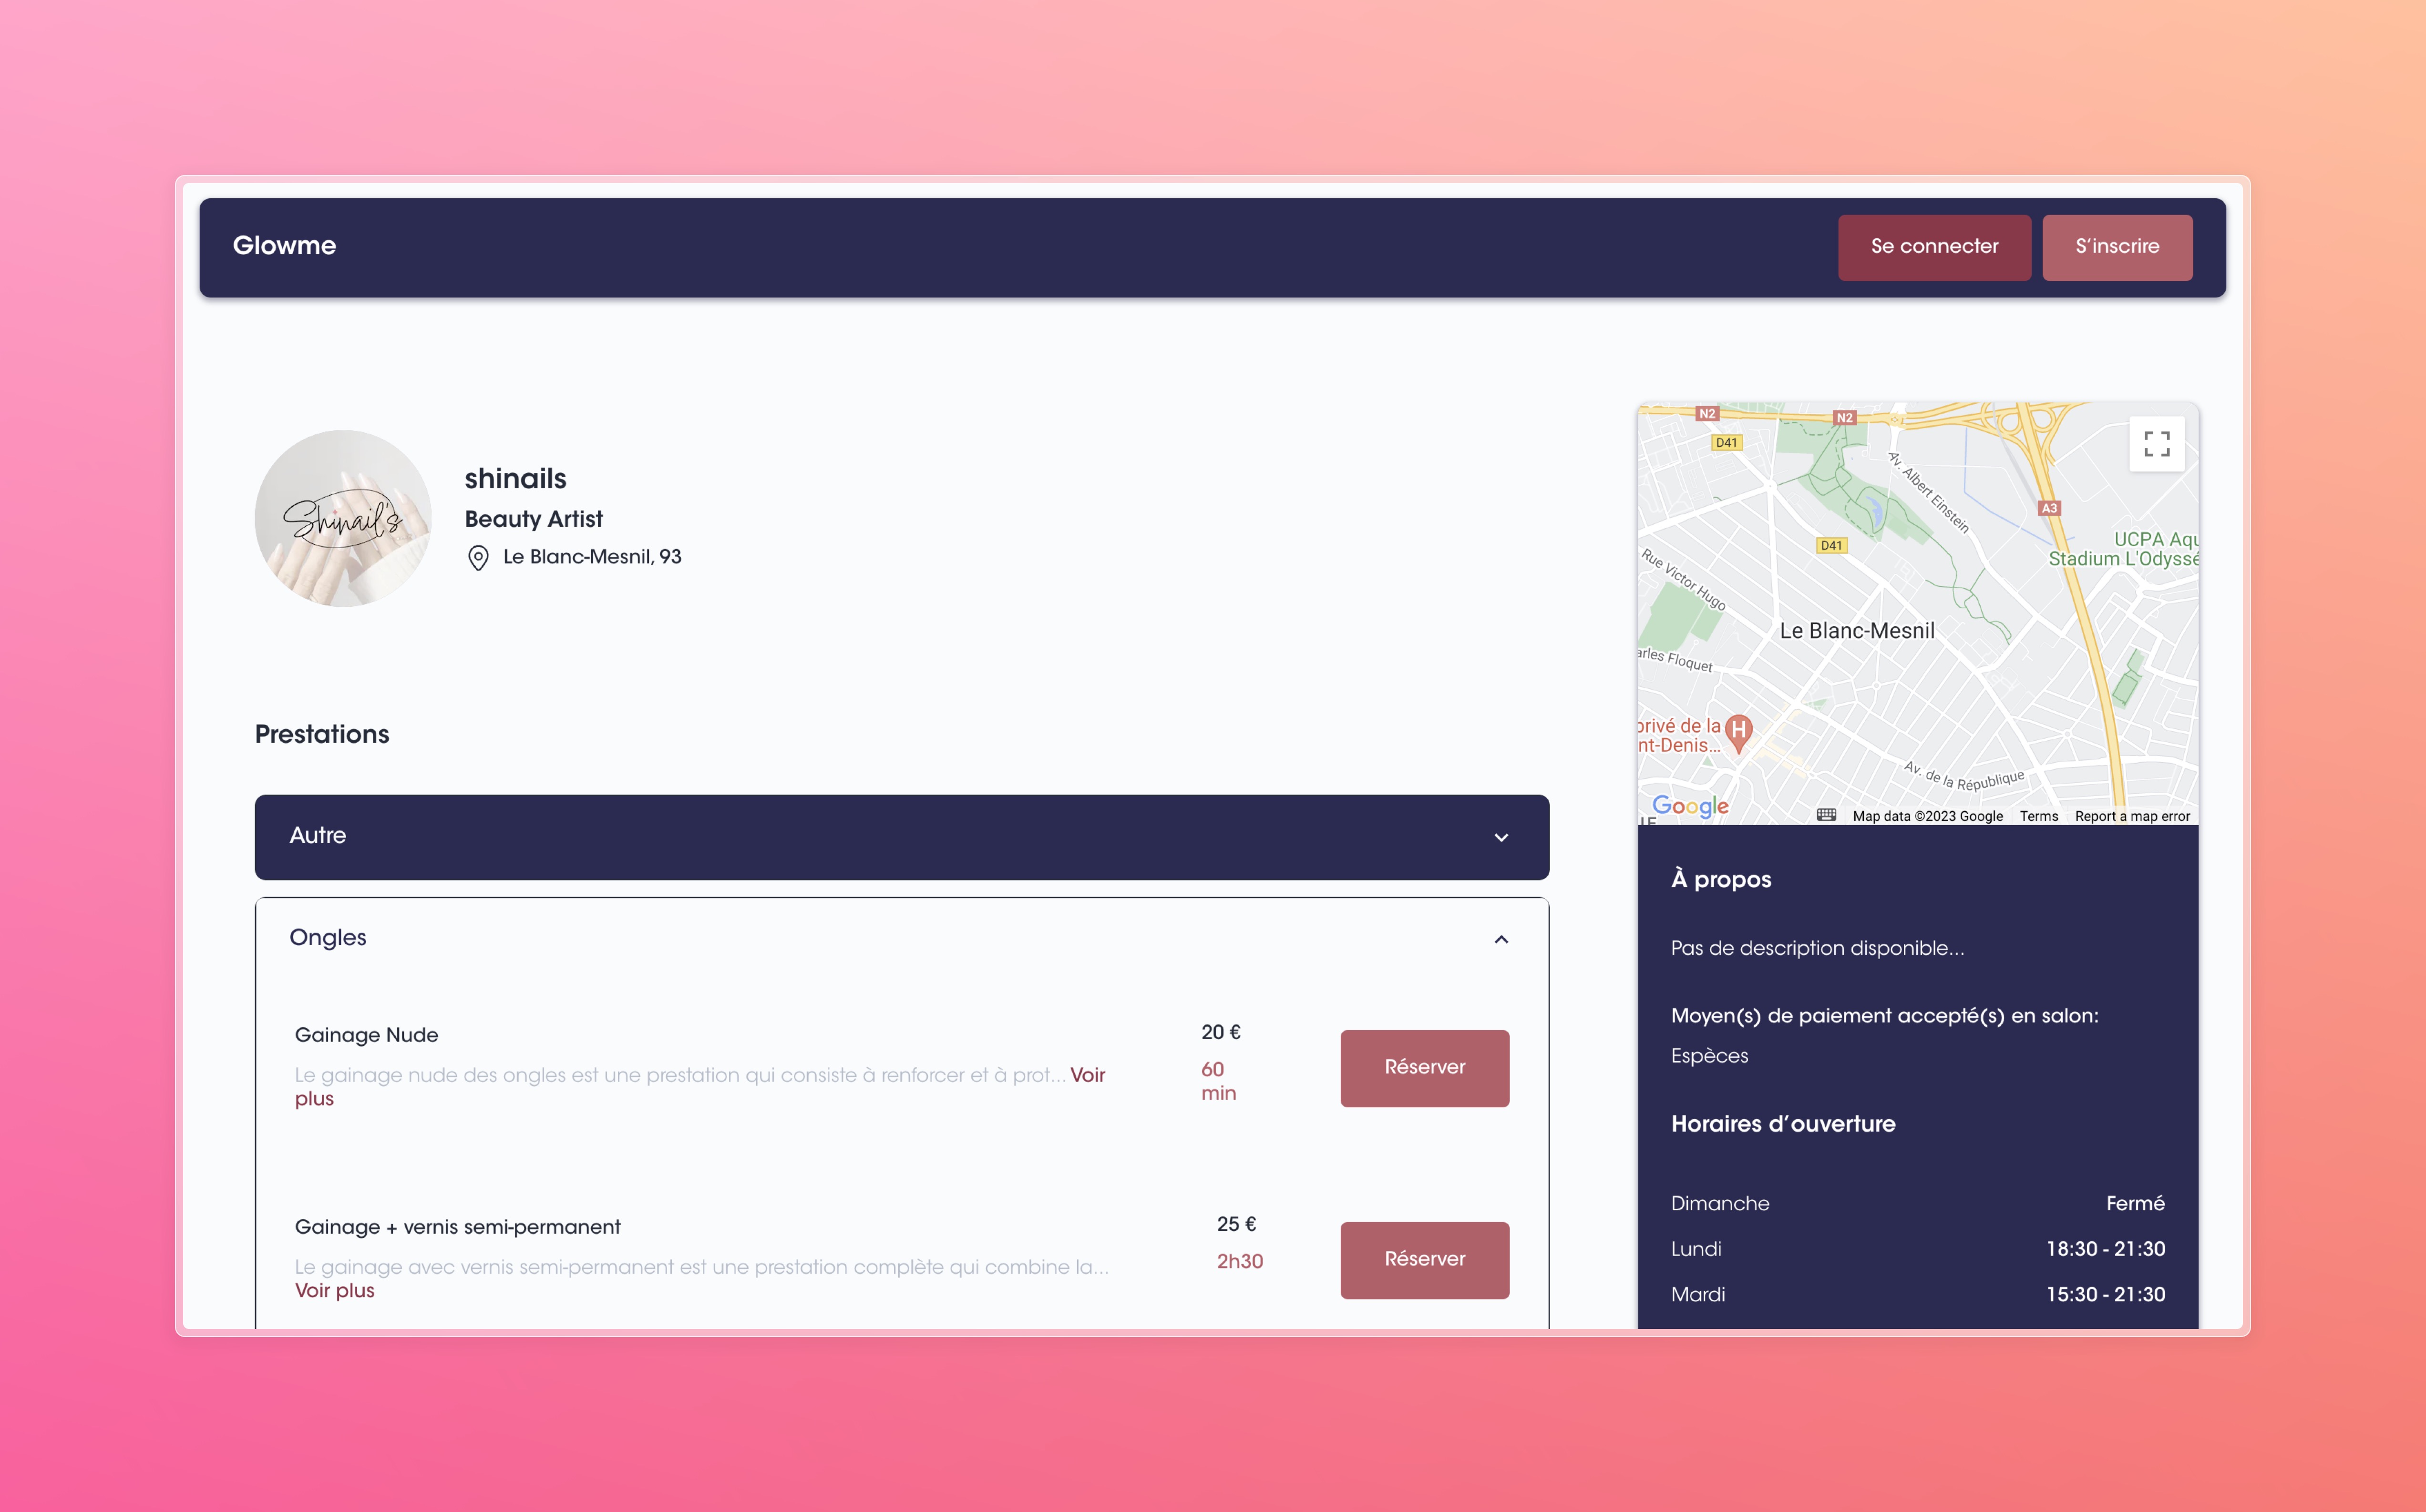 Glowme
Se connecter
S'inscrire
Shinail's
shinails
Beauty Artist
Le Blanc-Mesnil, 93
Prestations
Autre
Ongles
Gainage Nude
20 €
Le gainage nude des ongles est une prestation qui consiste à renforcer et à prot... Voir
plus
60
min
Réserver
Gainage + vernis semi-permanent
25 €
Le gainage avec vernis semi-permanent est une prestation complète qui combine la...
Voir plus
2h30
Réserver
N2
N2
D41
Av. Albert Einstein
A3
UCPA Aqu
Stadium L'Odyssé
D41
Rue Victor Hugo
Le Blanc-Mesnil
arles Floquet
privé de la
nt-Denis...
H
Av. de la République
Google
Map data ©2023 Google
Terms
Report a map error
À propos
Pas de description disponible...
Moyen(s) de paiement accepté(s) en salon:
Espèces
Horaires d'ouverture
Dimanche
Fermé
Lundi
18:30 - 21:30
Mardi
15:30 - 21:30